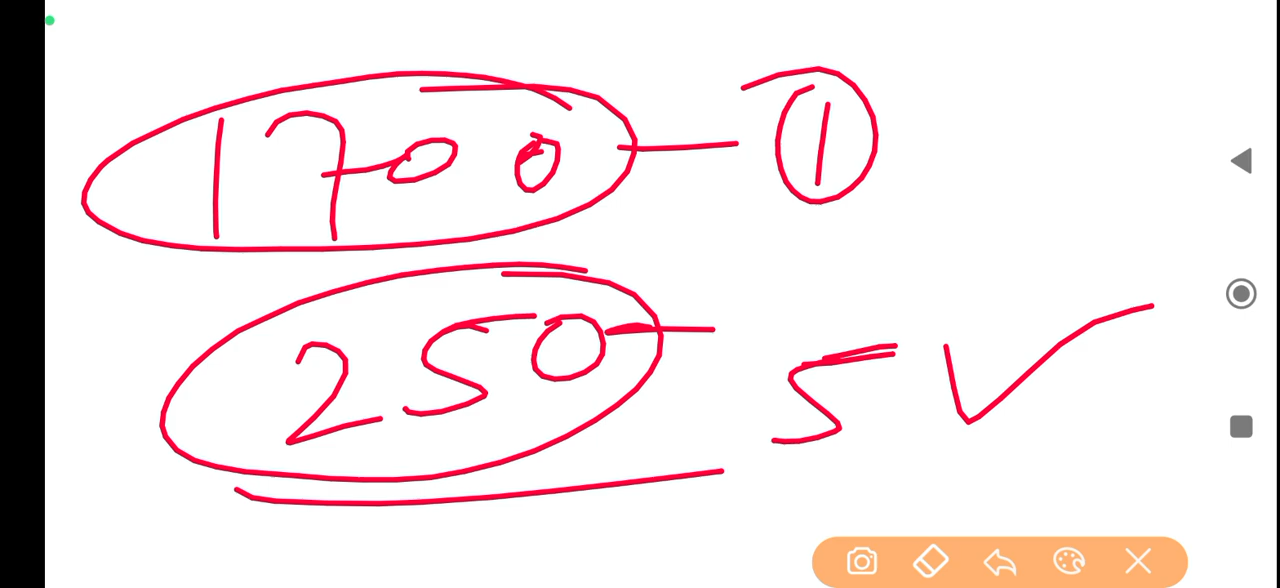 1700 — 1
250 — 5 ✓